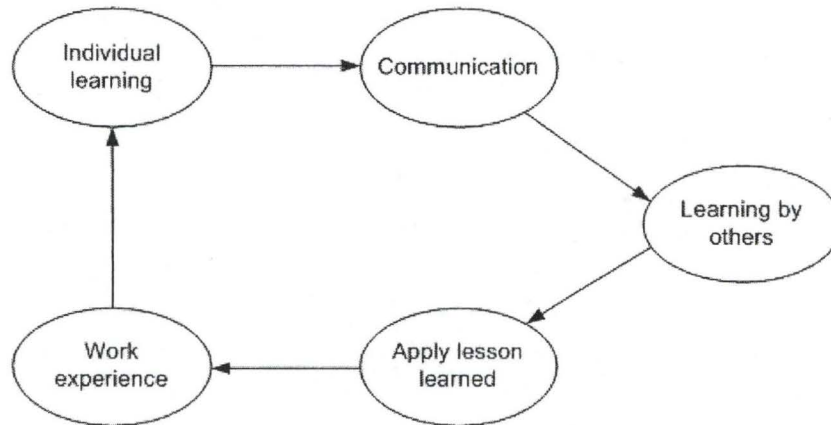 Individual
learning
Communication
Learning by
others
Apply lesson
learned
Work
experience